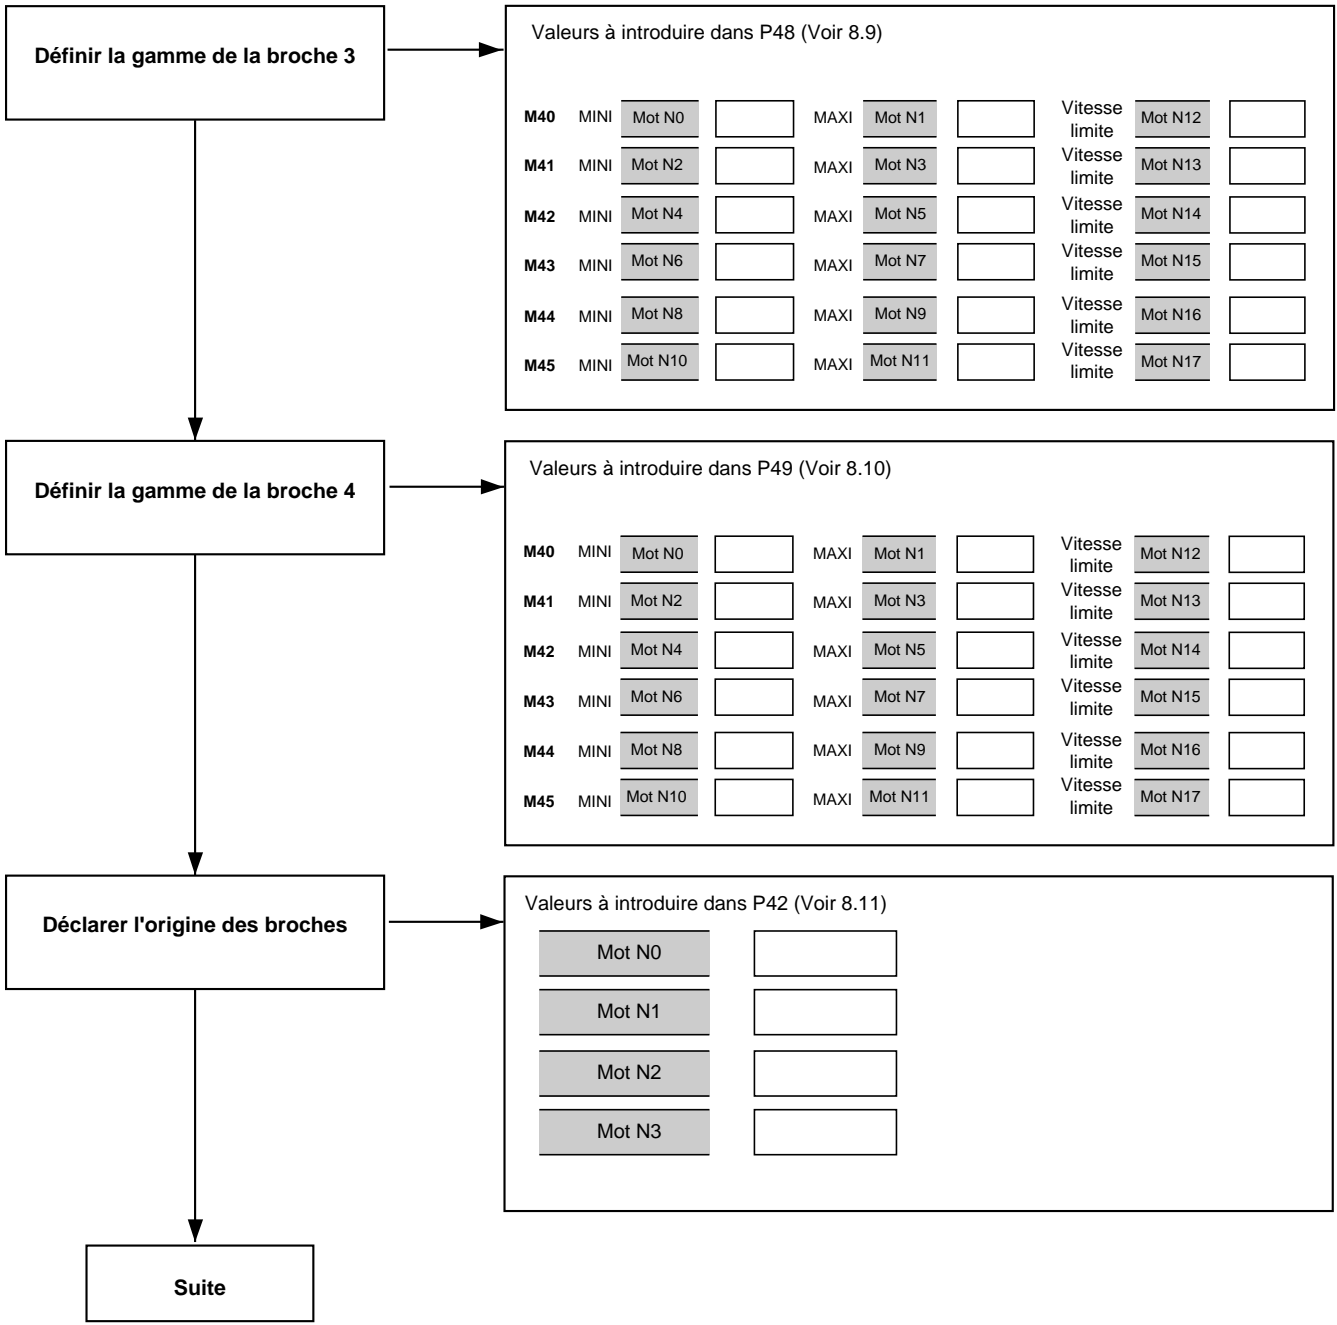 Définir la gamme de la broche 3
Valeurs à introduire dans P48 (Voir 8.9)
M40 MINI Mot N0 MAXI Mot N1 Vitesse limite Mot N12
M41 MINI Mot N2 MAXI Mot N3 Vitesse limite Mot N13
M42 MINI Mot N4 MAXI Mot N5 Vitesse limite Mot N14
M43 MINI Mot N6 MAXI Mot N7 Vitesse limite Mot N15
M44 MINI Mot N8 MAXI Mot N9 Vitesse limite Mot N16
M45 MINI Mot N10 MAXI Mot N11 Vitesse limite Mot N17
Définir la gamme de la broche 4
Valeurs à introduire dans P49 (Voir 8.10)
M40 MINI Mot N0 MAXI Mot N1 Vitesse limite Mot N12
M41 MINI Mot N2 MAXI Mot N3 Vitesse limite Mot N13
M42 MINI Mot N4 MAXI Mot N5 Vitesse limite Mot N14
M43 MINI Mot N6 MAXI Mot N7 Vitesse limite Mot N15
M44 MINI Mot N8 MAXI Mot N9 Vitesse limite Mot N16
M45 MINI Mot N10 MAXI Mot N11 Vitesse limite Mot N17
Déclarer l'origine des broches
Valeurs à introduire dans P42 (Voir 8.11)
Mot N0
Mot N1
Mot N2
Mot N3
Suite